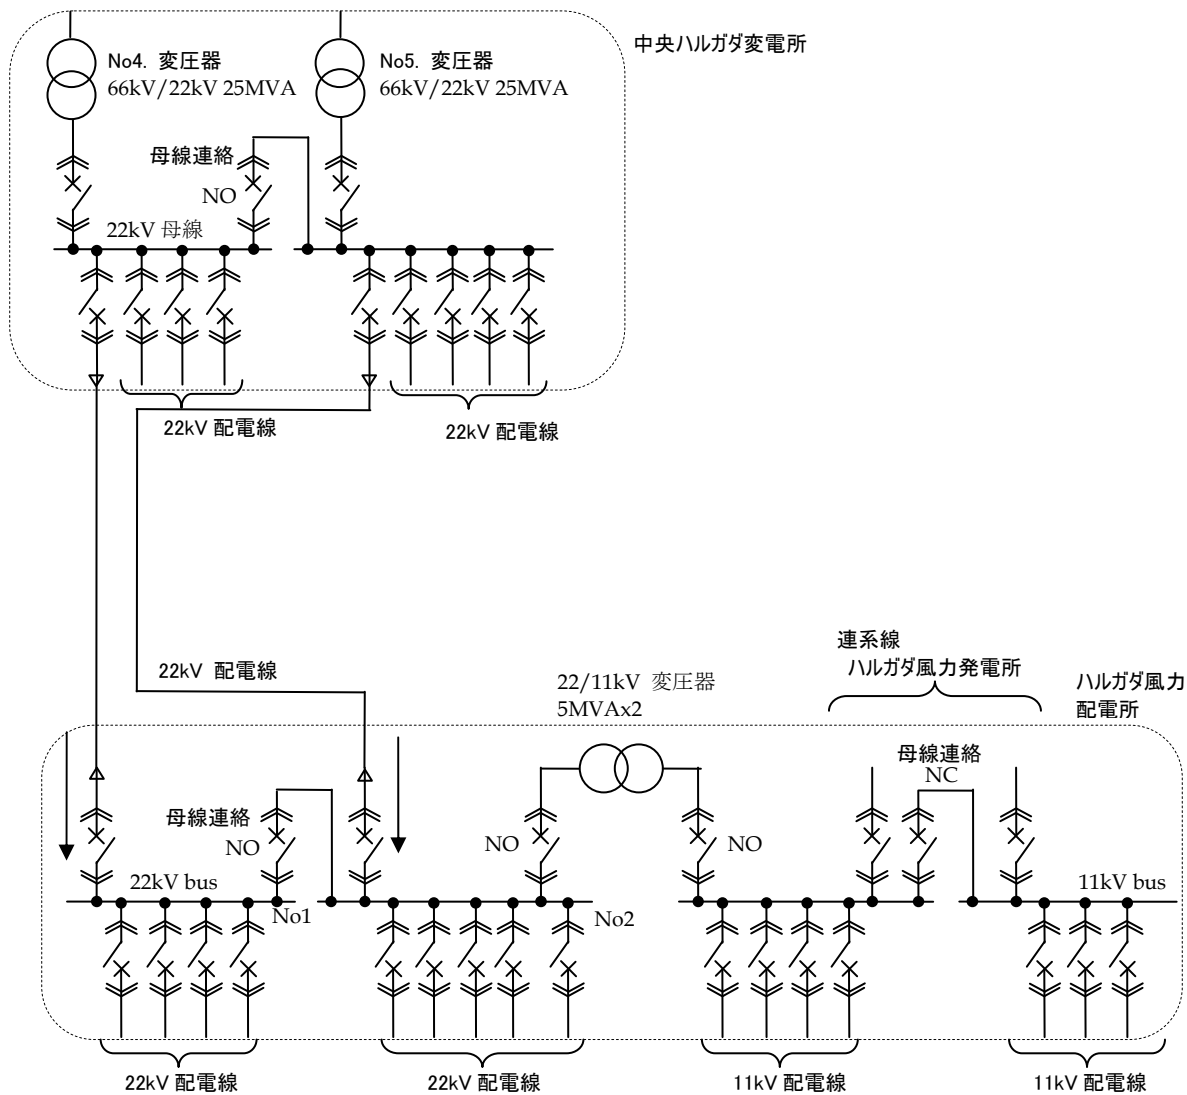 中央ハルガダ変電所
No4. 変圧器
66kV/22kV 25MVA
No5. 変圧器
66kV/22kV 25MVA
母線連絡
NO
22kV 母線
22kV 配電線
22kV 配電線
22kV 配電線
22/11kV 変圧器
5MVAx2
連系線
ハルガダ風力発電所
ハルガダ風力
配電所
母線連絡
NC
母線連絡
NO
NO
NO
22kV bus
No1
No2
11kV bus
22kV 配電線
22kV 配電線
11kV 配電線
11kV 配電線